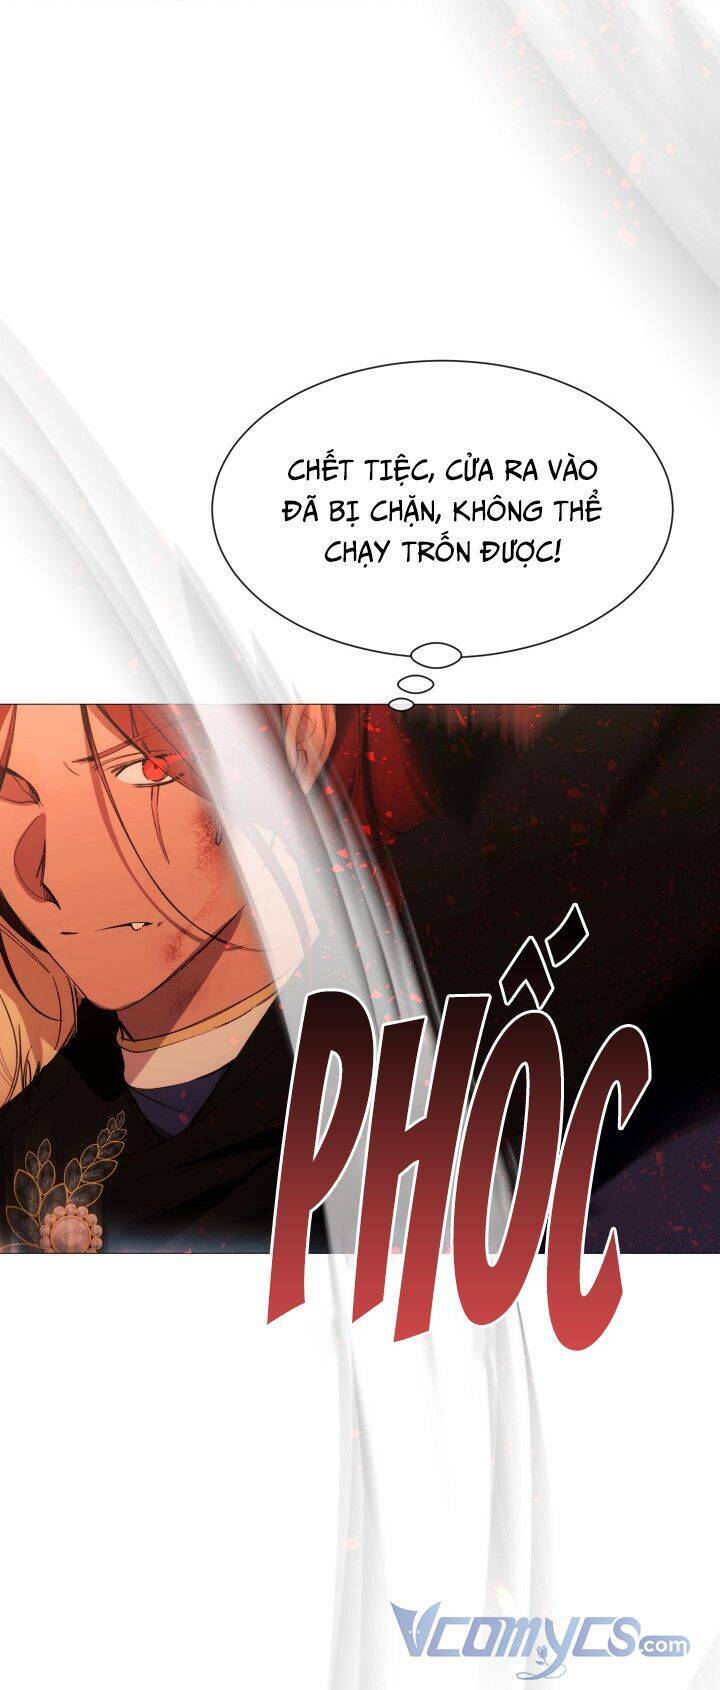 CHẾT TIỆC, CỬA RA VÀO
ĐÃ BỊ CHẶN, KHÔNG THỂ
CHẠY TRỐN ĐƯỢC!
PHỐC
VCOMYCS.com